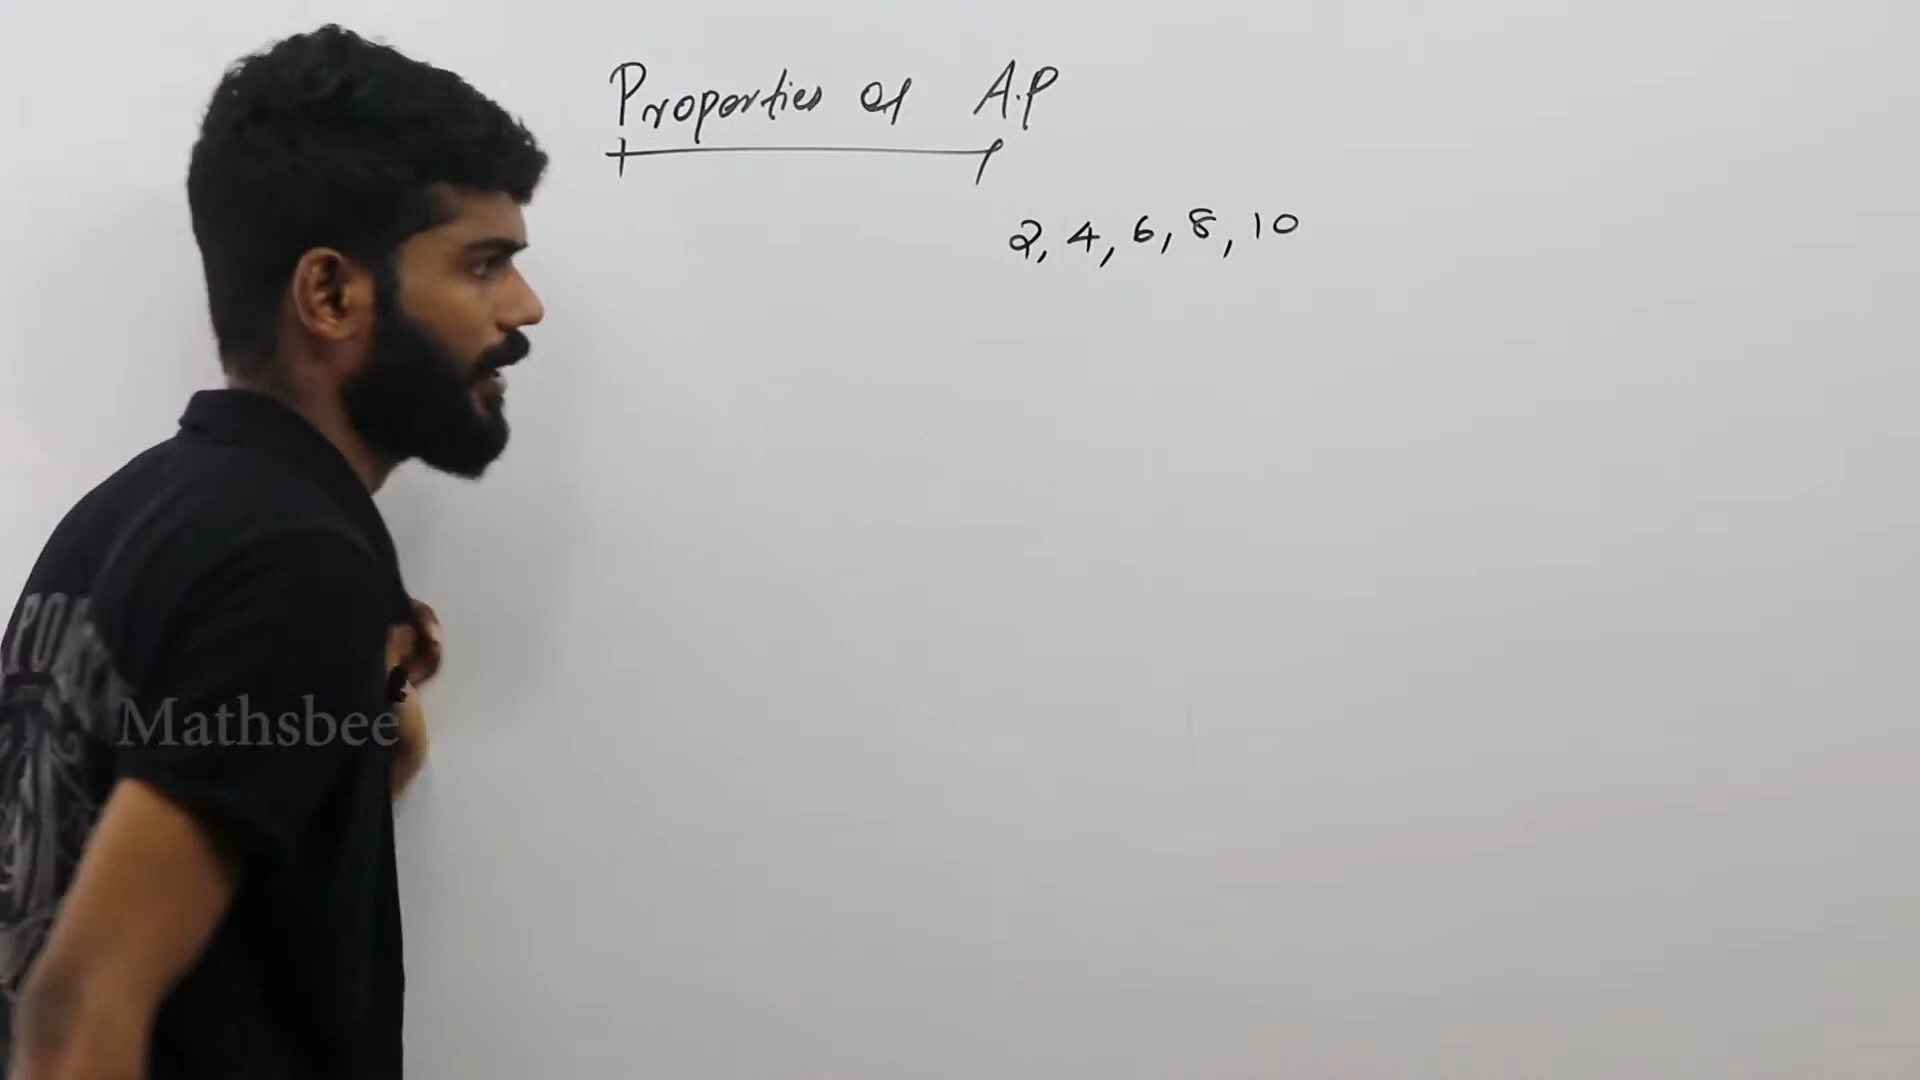 Properties of A.P
2, 4, 6, 8, 10
Mathsbee